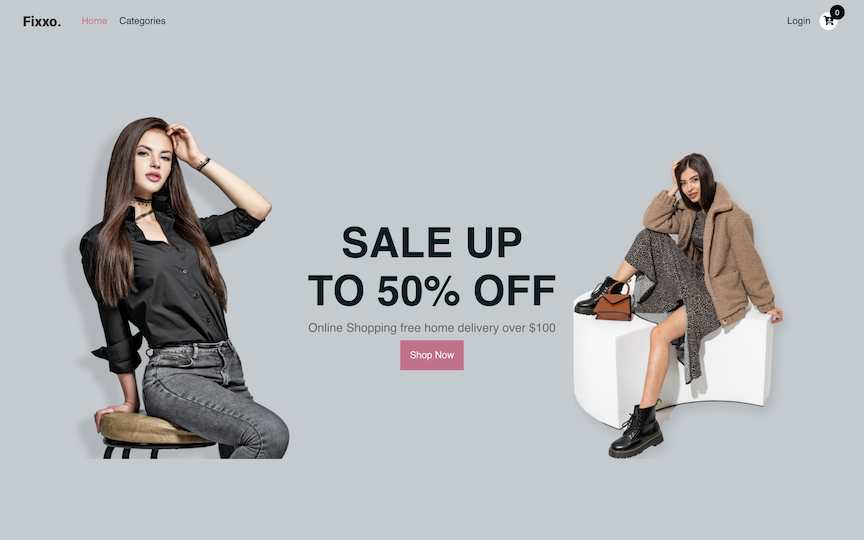 Fixxo. Home Categories Login 0
SALE UP
TO 50% OFF
Online Shopping free home delivery over $100
Shop Now